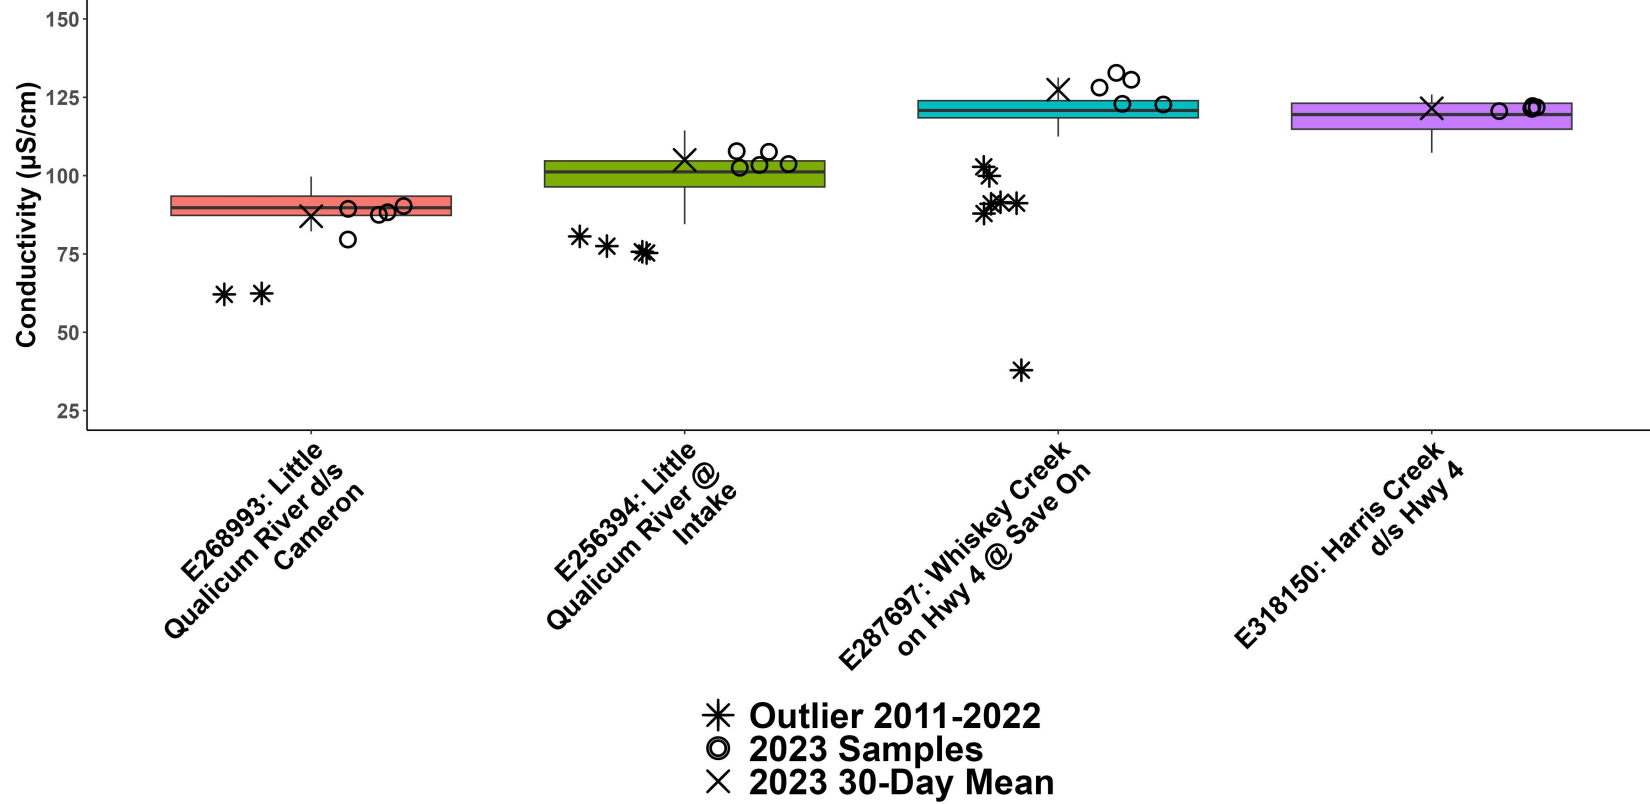 150
125
100
75
50
25
Conductivity (µS/cm)
E268993: Little
Qualicum River d/s
Cameron
E256394: Little
Qualicum River @
Intake
E287697: Whiskey Creek
on Hwy 4 @ Save On
E318150: Harris Creek
d/s Hwy 4
Outlier 2011-2022
2023 Samples
2023 30-Day Mean